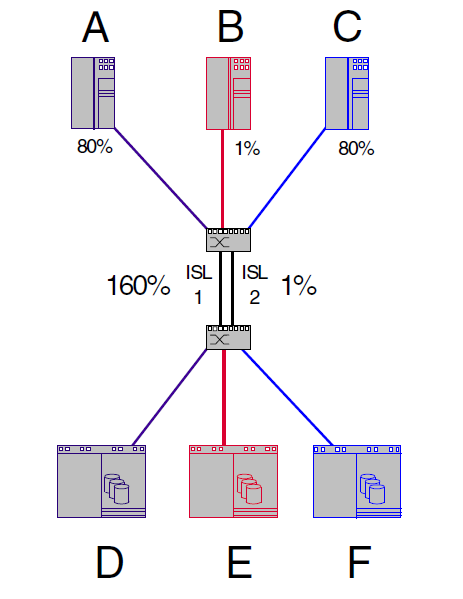 A B C
80% 1% 80%
160% ISL 1 ISL 2 1%
D E F